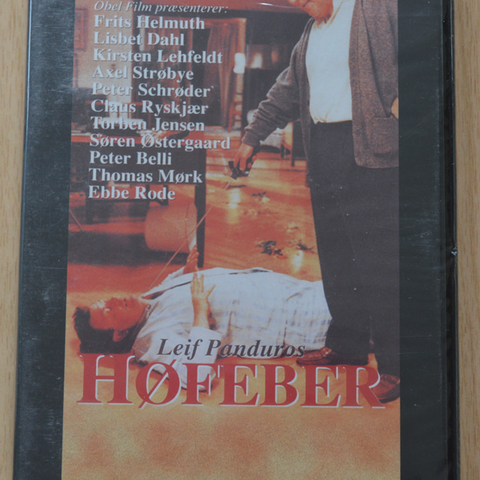 Obel Film præsenterer:
Frits Helmuth
Lisbet Dahl
Kirsten Lehfeldt
Axel Strøbye
Peter Schrøder
Claus Ryskjær
Torben Jensen
Søren Østergaard
Peter Belli
Thomas Mørk
Ebbe Rode
Leif Panduros
HØFEBER